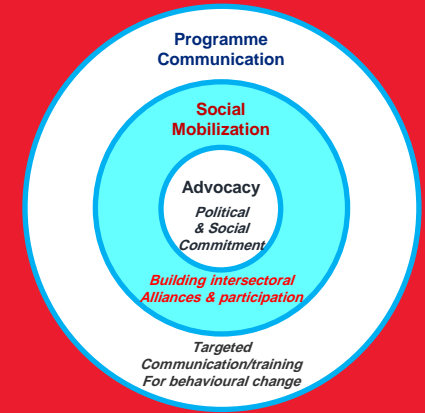 Programme
Communication
Social
Mobilization
Advocacy
Political
& Social
Commitment
Building intersectoral
Alliances & participation
Targeted
Communication/training
For behavioural change